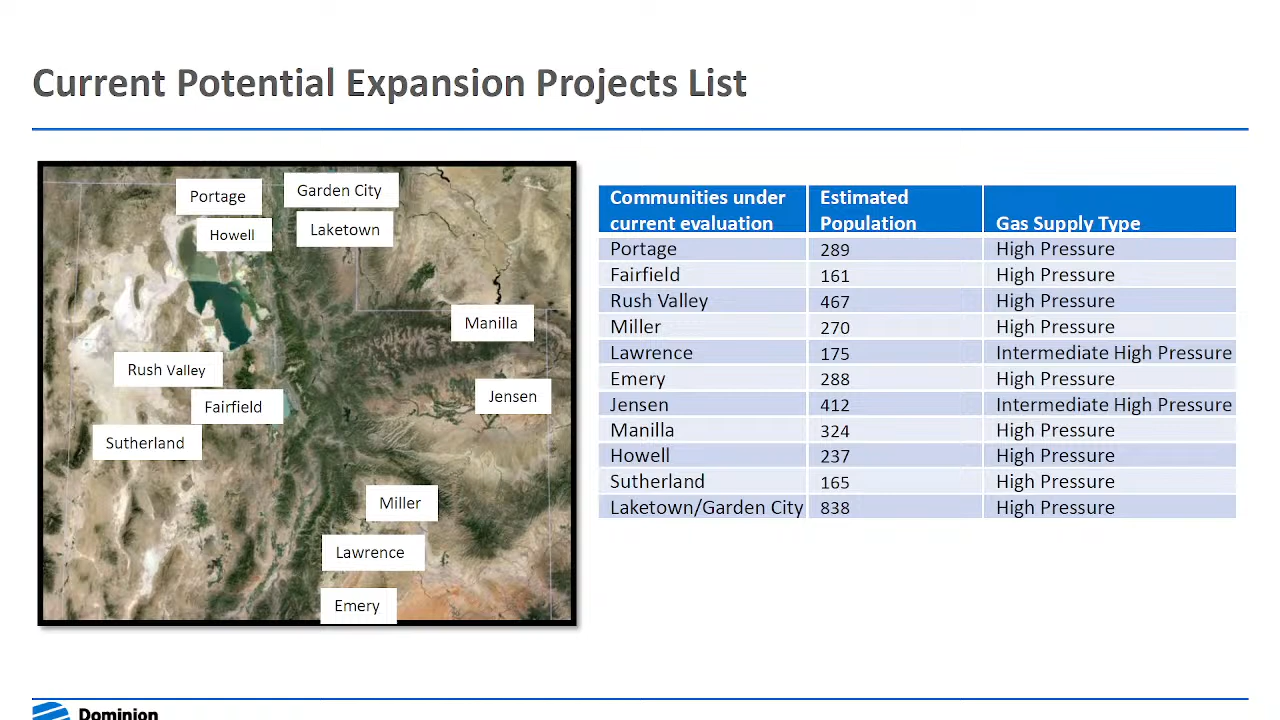 Current Potential Expansion Projects List
Portage
Garden City
Howell
Laketown
Manilla
Rush Valley
Jensen
Fairfield
Sutherland
Miller
Lawrence
Emery
Communities under current evaluation Estimated Population Gas Supply Type
Portage 289 High Pressure
Fairfield 161 High Pressure
Rush Valley 467 High Pressure
Miller 270 High Pressure
Lawrence 175 Intermediate High Pressure
Emery 288 High Pressure
Jensen 412 Intermediate High Pressure
Manilla 324 High Pressure
Howell 237 High Pressure
Sutherland 165 High Pressure
Laketown/Garden City 838 High Pressure
Dominion